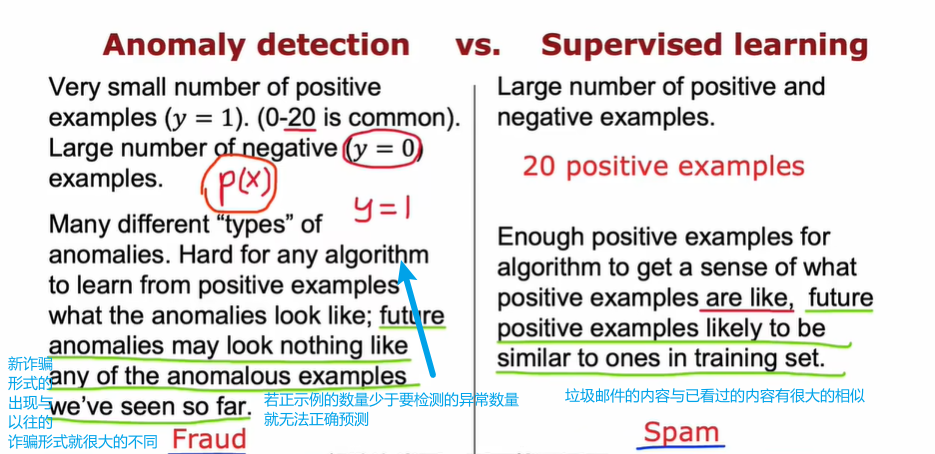 Anomaly detection vs. Supervised learning
Very small number of positive
examples (y = 1). (0-20 is common).
Large number of negative (y = 0)
examples.
p(x)
y=1
Many different “types” of
anomalies. Hard for any algorithm
to learn from positive examples
what the anomalies look like; future
anomalies may look nothing like
any of the anomalous examples
we’ve seen so far.
新诈骗
形式的
出现与
以往的
诈骗形式就很大的不同
若正示例的数量少于要检测的异常数量
就无法正确预测
Fraud
Large number of positive and
negative examples.
20 positive examples
Enough positive examples for
algorithm to get a sense of what
positive examples are like, future
positive examples likely to be
similar to ones in training set.
垃圾邮件的内容与已看过的内容有很大的相似
Spam